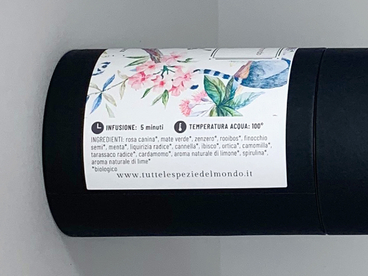 INFUSIONE: 5 minuti TEMPERATURA ACQUA: 100°
INGREDIENTI: rosa canina*, mate verde*, zenzero*, rooibos*, finocchio
semi*, menta*, liquirizia radice*, cannella*, ibisco*, ortica*, camomilla*,
tarassaco radice*, cardamomo*, aroma naturale di limone*, spirulina*,
aroma naturale di lime*
*biologico
www.tuttelespeziedelmondo.it